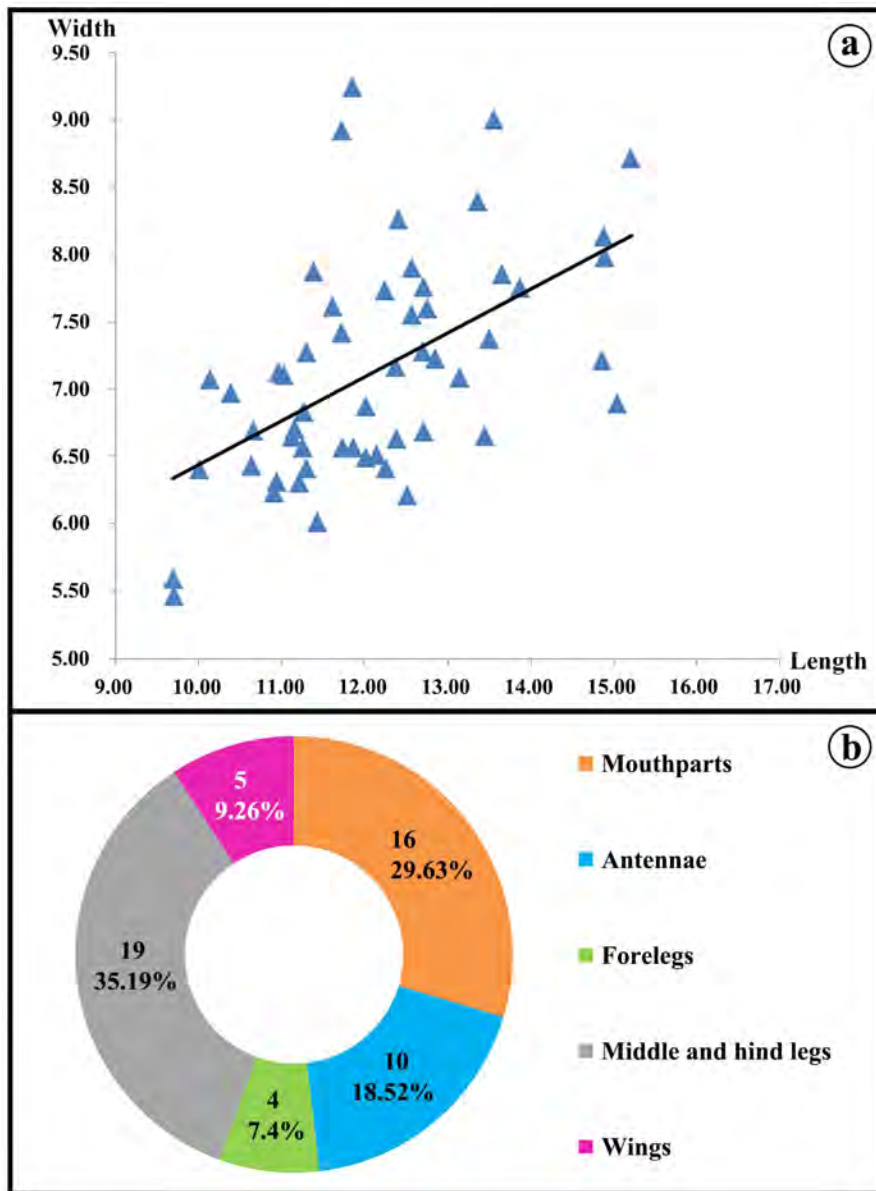 Width
a
9.50
9.00
8.50
8.00
7.50
7.00
6.50
6.00
5.50
5.00
Length
9.00 10.00 11.00 12.00 13.00 14.00 15.00 16.00 17.00
b
5
9.26%
16
29.63%
19
35.19%
10
18.52%
4
7.4%
Mouthparts
Antennae
Forelegs
Middle and hind legs
Wings